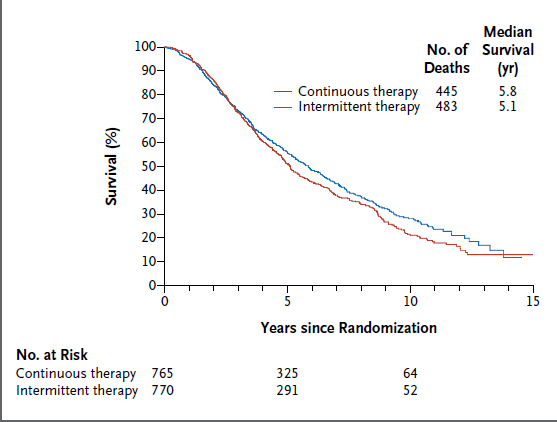 Median
No. of Survival
Deaths (yr)
Continuous therapy 445 5.8
Intermittent therapy 483 5.1
100
90
80
70
60
50
40
30
20
10
0
Survival (%)
0 5 10 15
Years since Randomization
No. at Risk
Continuous therapy 765 325 64
Intermittent therapy 770 291 52